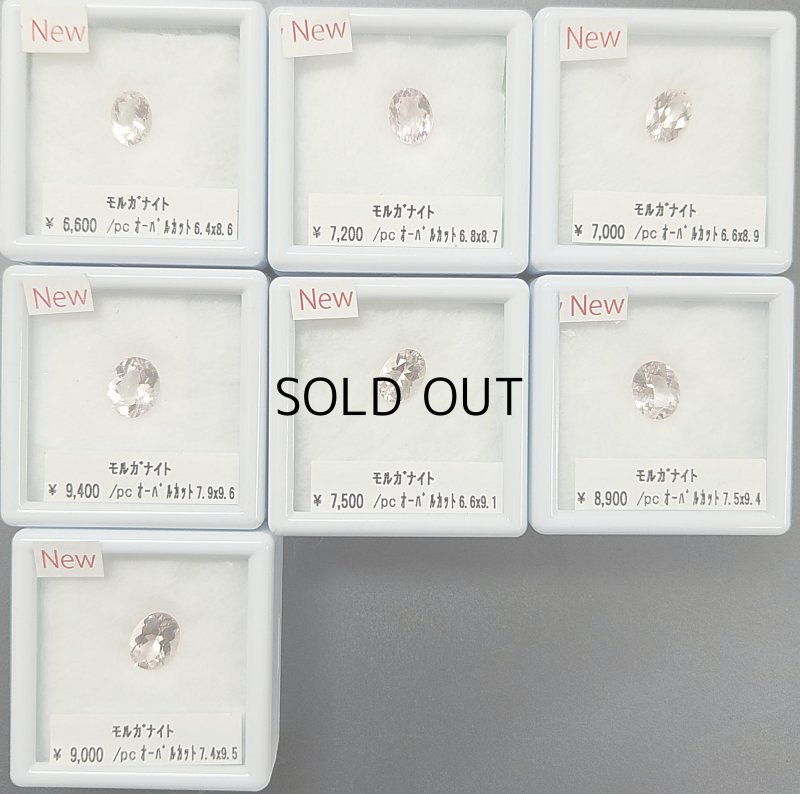 New
モルガナイト
¥ 6,600 /pc ｵｰﾊﾞﾙｶｯﾄ6.4x8.6
New
モルガナイト
¥ 7,200 /pc ｵｰﾊﾞﾙｶｯﾄ6.8x8.7
New
モルガナイト
¥ 7,000 /pc ｵｰﾊﾞﾙｶｯﾄ6.6x8.9
New
モルガナイト
¥ 9,400 /pc ｵｰﾊﾞﾙｶｯﾄ7.9x9.6
New
SOLD OUT
モルガナイト
¥ 7,500 /pc ｵｰﾊﾞﾙｶｯﾄ6.6x9.1
New
モルガナイト
¥ 8,900 /pc ｵｰﾊﾞﾙｶｯﾄ7.5x9.4
New
モルガナイト
¥ 9,000 /pc ｵｰﾊﾞﾙｶｯﾄ7.4x9.5